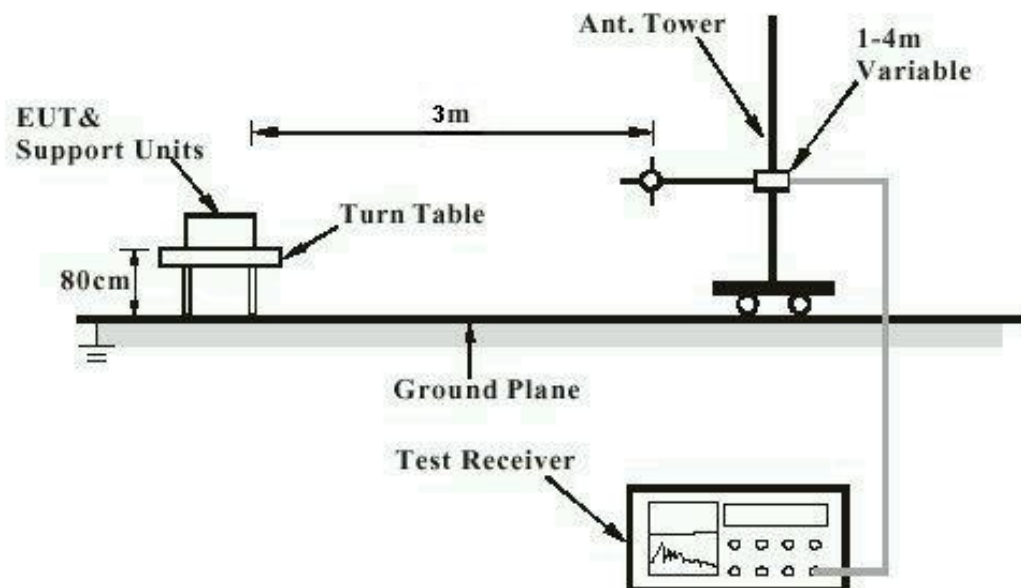 Ant. Tower
1-4m
Variable
EUT&
Support Units
3m
Turn Table
80cm
Ground Plane
Test Receiver